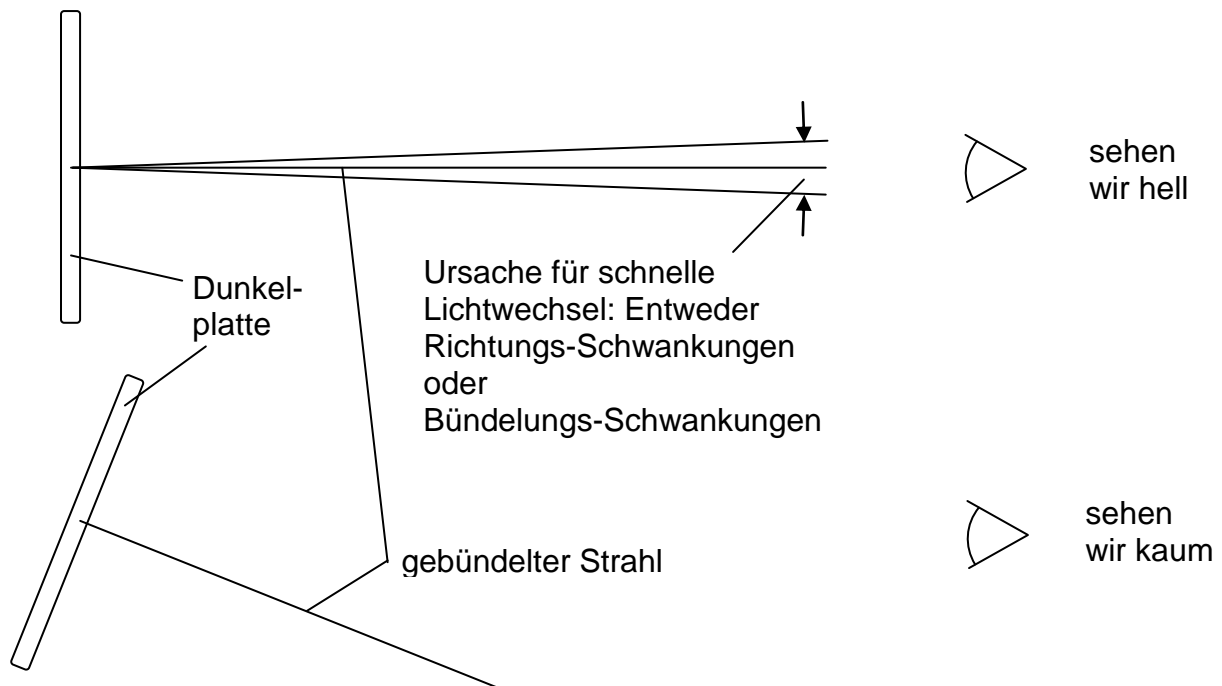 sehen
wir hell
Ursache für schnelle
Lichtwechsel: Entweder
Richtungs-Schwankungen
oder
Bündelungs-Schwankungen
Dunkel-
platte
sehen
wir kaum
gebündelter Strahl